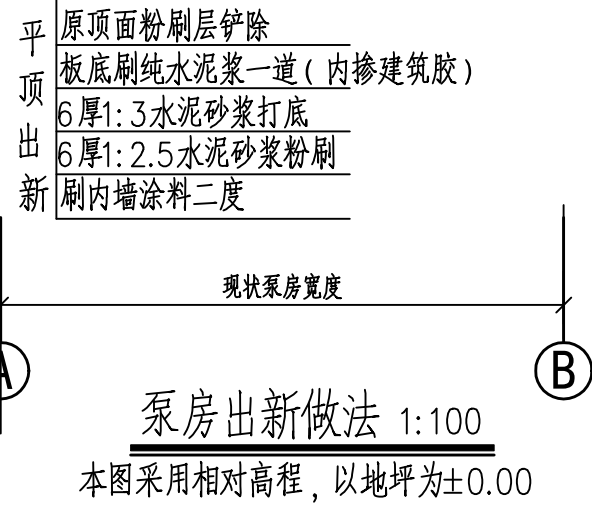 平顶出新
原顶面粉刷层铲除
板底刷纯水泥浆一道(内掺建筑胶)
6厚1:3水泥砂浆打底
6厚1:2.5水泥砂浆粉刷
刷内墙涂料二度
现状泵房宽度
A
B
泵房出新做法 1:100
本图采用相对高程,以地坪为±0.00